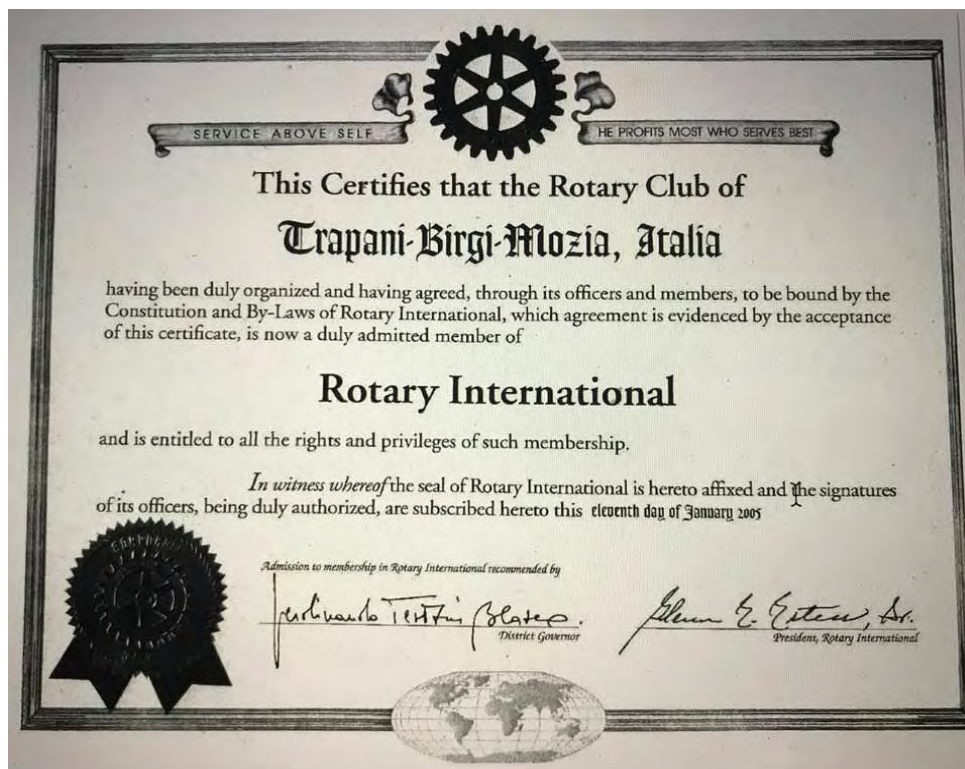 SERVICE ABOVE SELF
HE PROFITS MOST WHO SERVES BEST
This Certifies that the Rotary Club of
Trapani-Birgi-Mozia, Italia
having been duly organized and having agreed, through its officers and members, to be bound by the
Constitution and By-Laws of Rotary International, which agreement is evidenced by the acceptance
of this certificate, is now a duly admitted member of
Rotary International
and is entitled to all the rights and privileges of such membership.
In witness whereof the seal of Rotary International is hereto affixed and the signatures
of its officers, being duly authorized, are subscribed hereto this eleventh day of January 2005
Admission to membership in Rotary International recommended by
District Governor
Glenn E. Estess, Sr.
President, Rotary International